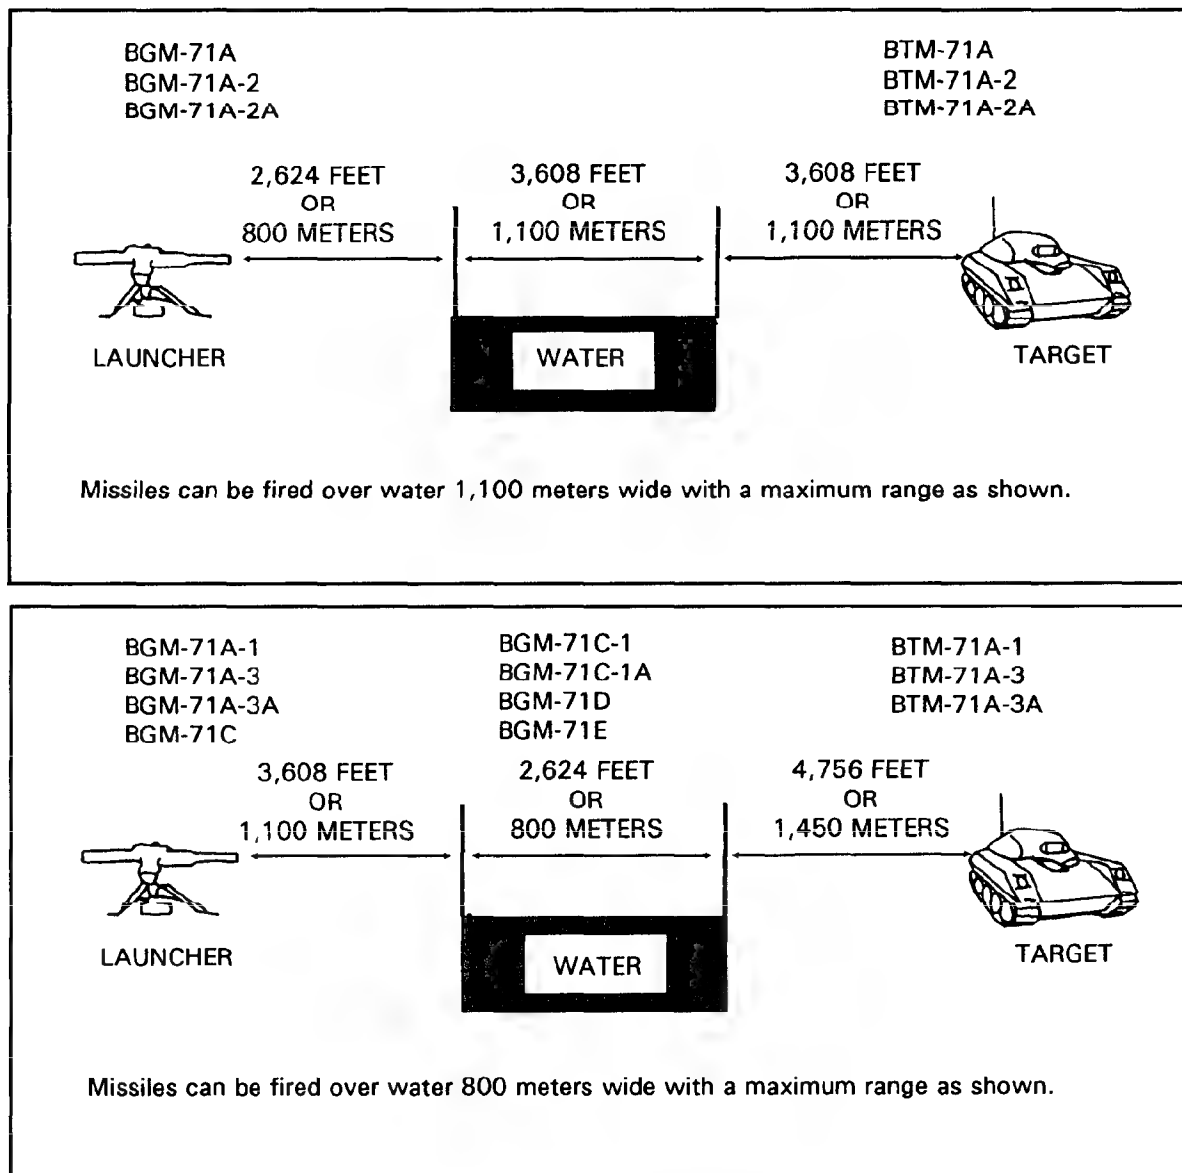 BGM-71A
BGM-71A-2
BGM-71A-2A
BTM-71A
BTM-71A-2
BTM-71A-2A
2,624 FEET
OR
800 METERS
3,608 FEET
OR
1,100 METERS
3,608 FEET
OR
1,100 METERS
LAUNCHER
WATER
TARGET
Missiles can be fired over water 1,100 meters wide with a maximum range as shown.
BGM-71A-1
BGM-71A-3
BGM-71A-3A
BGM-71C
BGM-71C-1
BGM-71C-1A
BGM-71D
BGM-71E
BTM-71A-1
BTM-71A-3
BTM-71A-3A
3,608 FEET
OR
1,100 METERS
2,624 FEET
OR
800 METERS
4,756 FEET
OR
1,450 METERS
LAUNCHER
WATER
TARGET
Missiles can be fired over water 800 meters wide with a maximum range as shown.